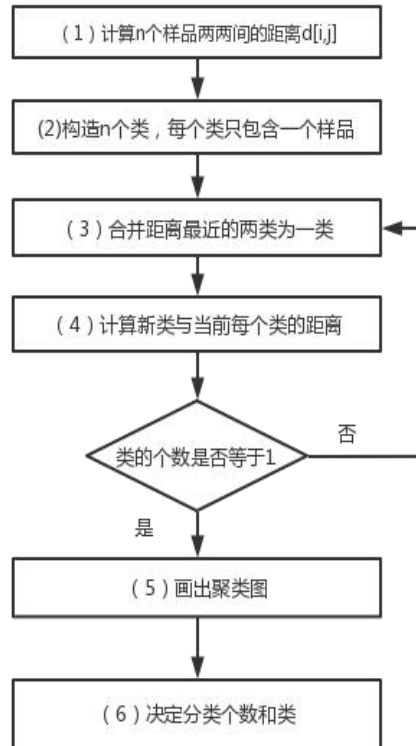 （1）计算n个样品两两间的距离d[i,j]
(2)构造n个类，每个类只包含一个样品
（3）合并距离最近的两类为一类
（4）计算新类与当前每个类的距离
类的个数是否等于1
否
是
（5）画出聚类图
（6）决定分类个数和类